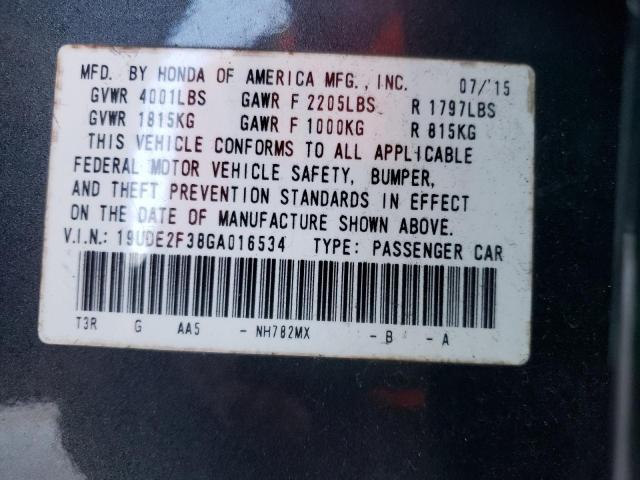 MFD. BY HONDA OF AMERICA MFG., INC. 07/'15
GVWR 4001LBS GAWR F 2205LBS R 1797LBS
GVWR 1815KG GAWR F 1000KG R 815KG
THIS VEHICLE CONFORMS TO ALL APPLICABLE
FEDERAL MOTOR VEHICLE SAFETY, BUMPER,
AND THEFT PREVENTION STANDARDS IN EFFECT
ON THE DATE OF MANUFACTURE SHOWN ABOVE.
V.I.N.: 19UDE2F38GA016534 TYPE: PASSENGER CAR
T3R G AA5 - NH782MX - B - A